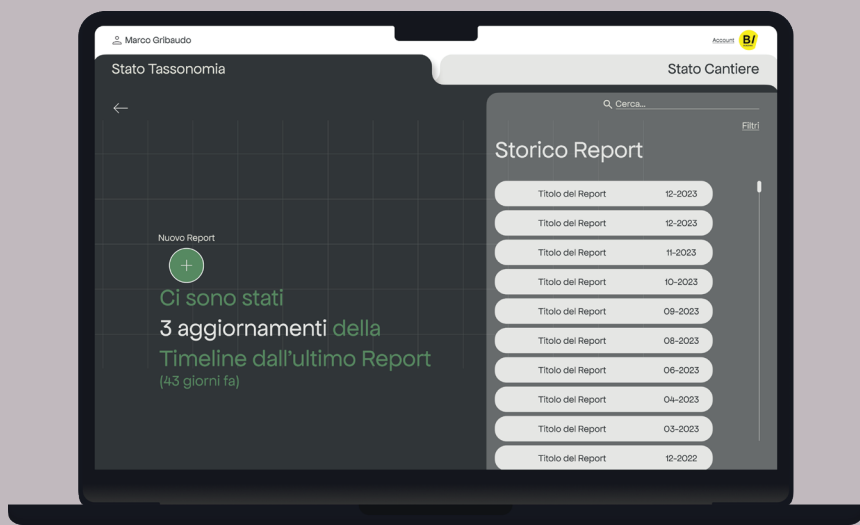 Marco Gribaudo
Account
B/
Stato Tassonomia
Stato Cantiere
Cerca...
Filtri
Storico Report
Titolo del Report 12-2023
Titolo del Report 12-2023
Titolo del Report 11-2023
Titolo del Report 10-2023
Titolo del Report 09-2023
Titolo del Report 08-2023
Titolo del Report 06-2023
Titolo del Report 04-2023
Titolo del Report 03-2023
Titolo del Report 12-2022
Nuovo Report
+
Ci sono stati
3 aggiornamenti della
Timeline dall'ultimo Report
(43 giorni fa)